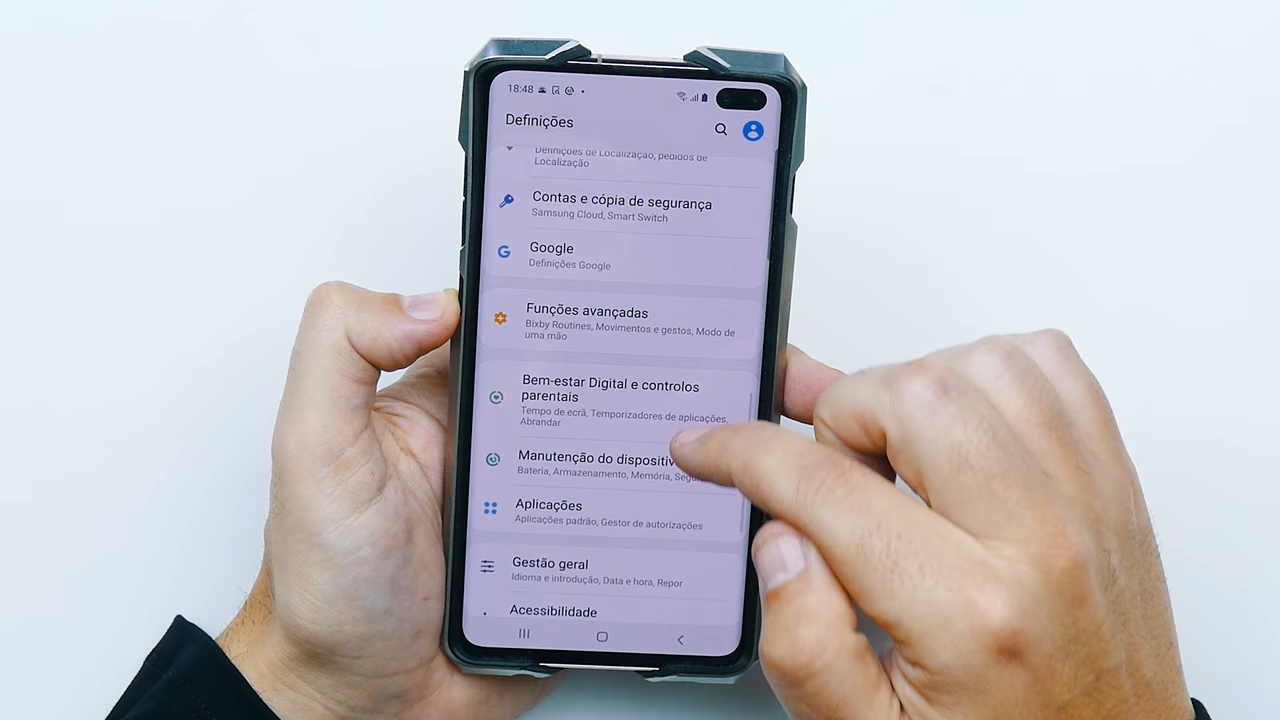 18:48
Definições
Definições de Localização, pedidos de
Localização
Contas e cópia de segurança
Samsung Cloud, Smart Switch
Google
Definições Google
Funções avançadas
Bixby Routines, Movimentos e gestos, Modo de
uma mão
Bem-estar Digital e controlos
parentais
Tempo de ecrã, Temporizadores de aplicações,
Abrandar
Manutenção do
Bateria, Armazenamento, Memória,
Aplicações
Aplicações padrão, Gestor de autorizações
Gestão geral
Idioma e introdução, Data e hora, Repor
Acessibilidade